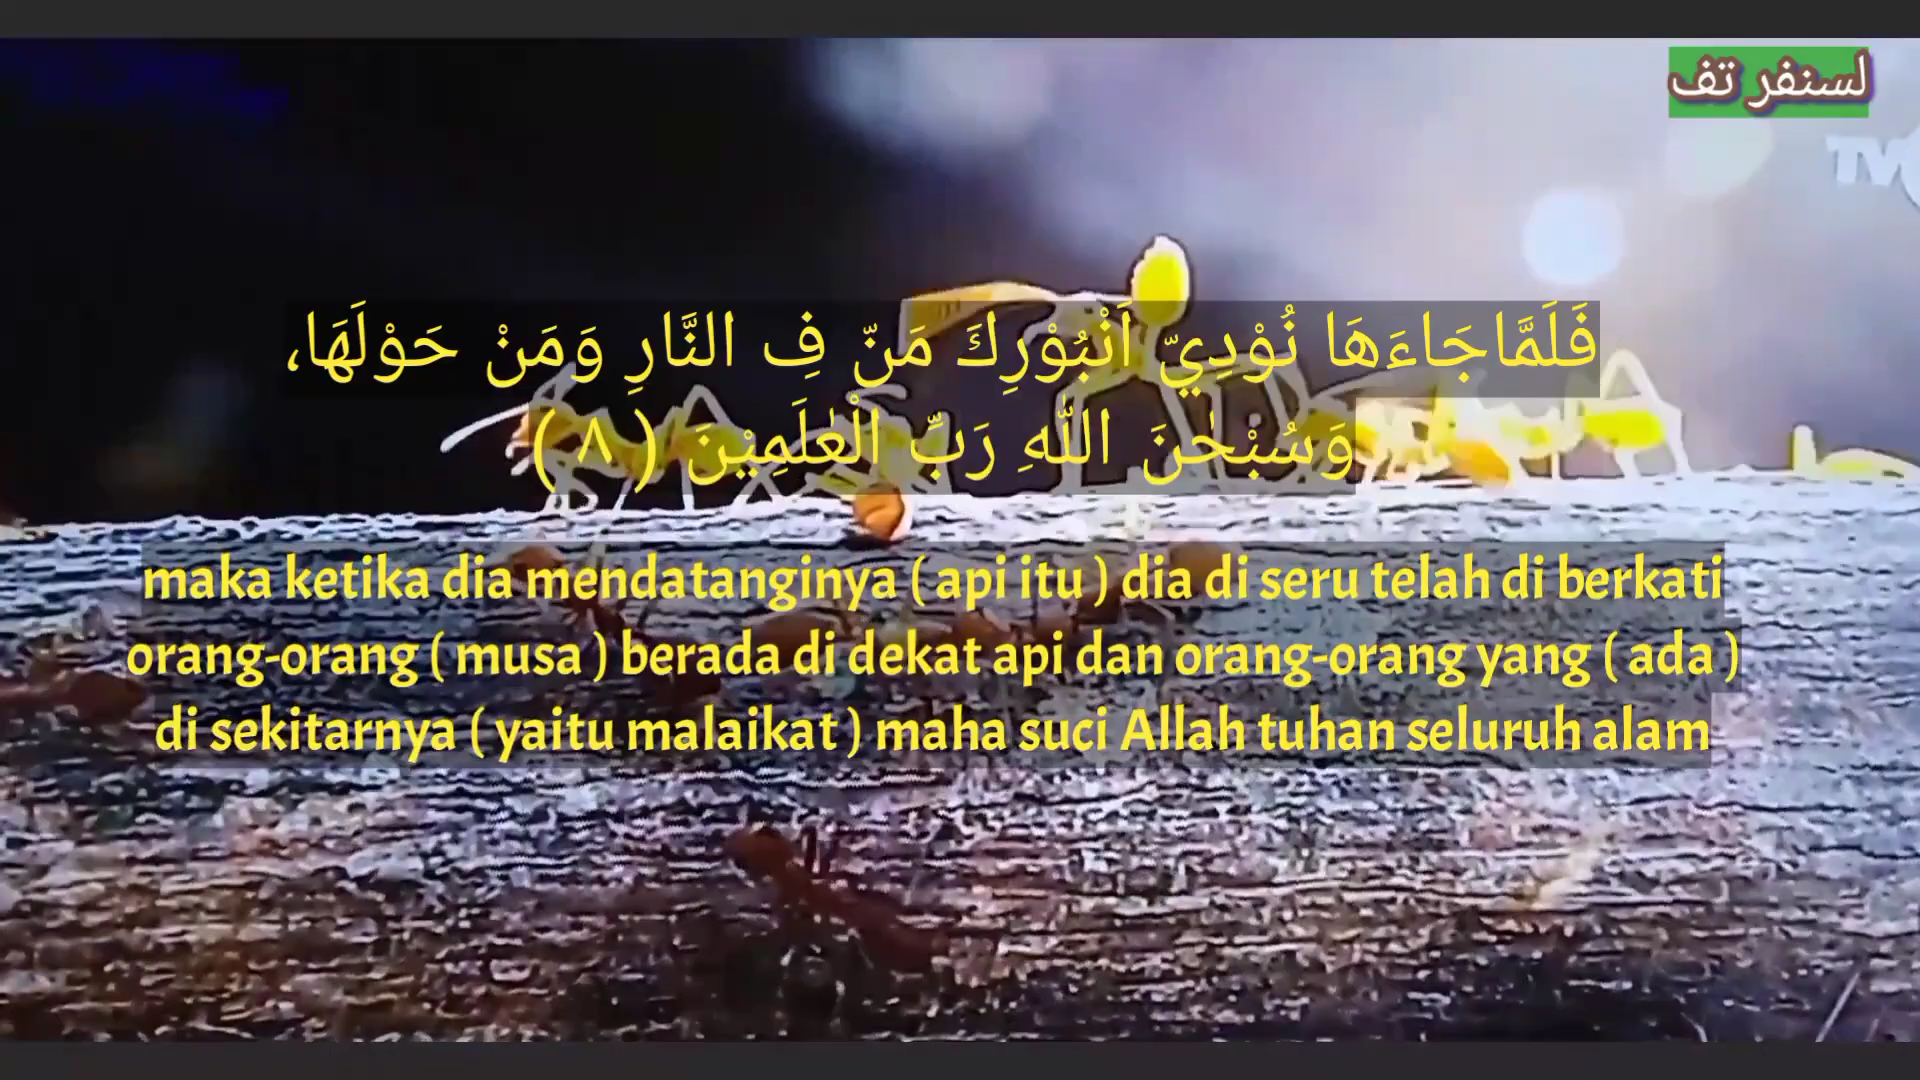 لسنفر تف
TV
فَلَمَّاجَاءَهَا نُوْدِيّ اَنْبُوْرِكَ مَنّ فِ النَّارِ وَمَنْ حَوْلَهَا،
وَسُبْحٰنَ اللّٰهِ رَبِّ الْعٰلَمِيْنَ ( ٨ )
maka ketika dia mendatanginya ( api itu ) dia di seru telah di berkati
orang-orang ( musa ) berada di dekat api dan orang-orang yang ( ada )
di sekitarnya ( yaitu malaikat ) maha suci Allah tuhan seluruh alam